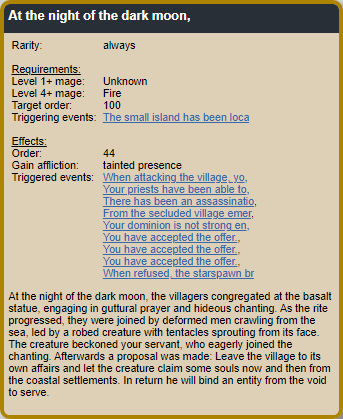 At the night of the dark moon,
Rarity: always
Requirements:
Level 1+ mage: Unknown
Level 4+ mage: Fire
Target order: 100
Triggering events: The small island has been loca
Effects:
Order: 44
Gain affliction: tainted presence
Triggered events: When attacking the village, yo,
Your priests have been able to,
There has been an assassinatio,
From the secluded village emer,
Your dominion is not strong en,
You have accepted the offer.,
You have accepted the offer.,
You have accepted the offer.,
When refused, the starspawn br
At the night of the dark moon, the villagers congregated at the basalt
statue, engaging in guttural prayer and hideous chanting. As the rite
progressed, they were joined by deformed men crawling from the
sea, led by a robed creature with tentacles sprouting from its face.
The creature beckoned your servant, who eagerly joined the
chanting. Afterwards a proposal was made: Leave the village to its
own affairs and let the creature claim some souls now and then from
the coastal settlements. In return he will bind an entity from the void
to serve.